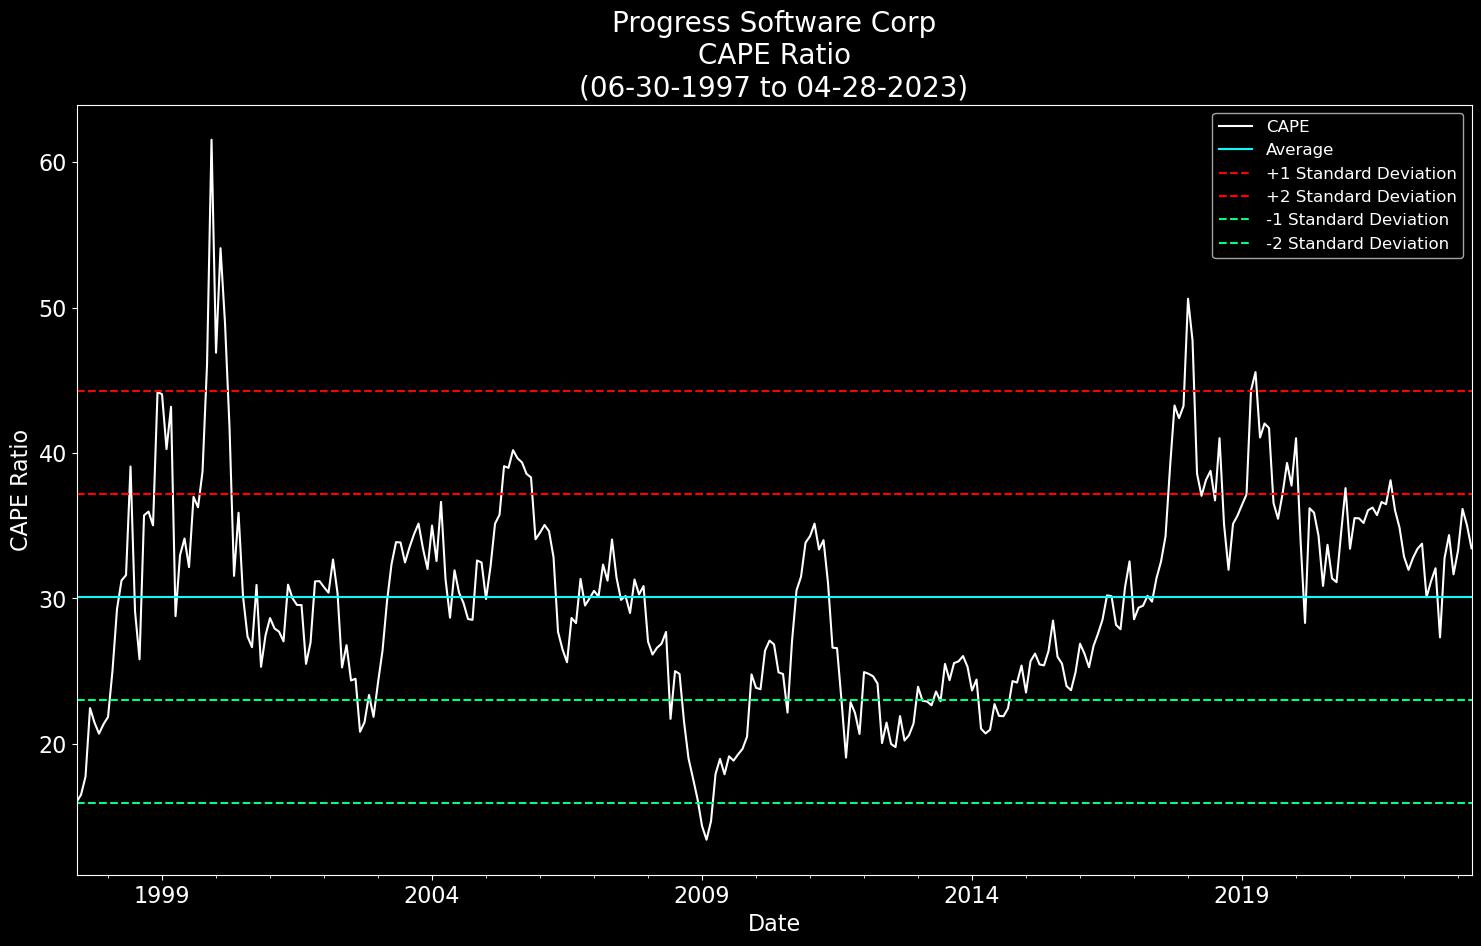 Progress Software Corp
CAPE Ratio
(06-30-1997 to 04-28-2023)
CAPE
Average
+1 Standard Deviation
+2 Standard Deviation
-1 Standard Deviation
-2 Standard Deviation
60
50
40
30
20
CAPE Ratio
1999
2004
2009
2014
2019
Date